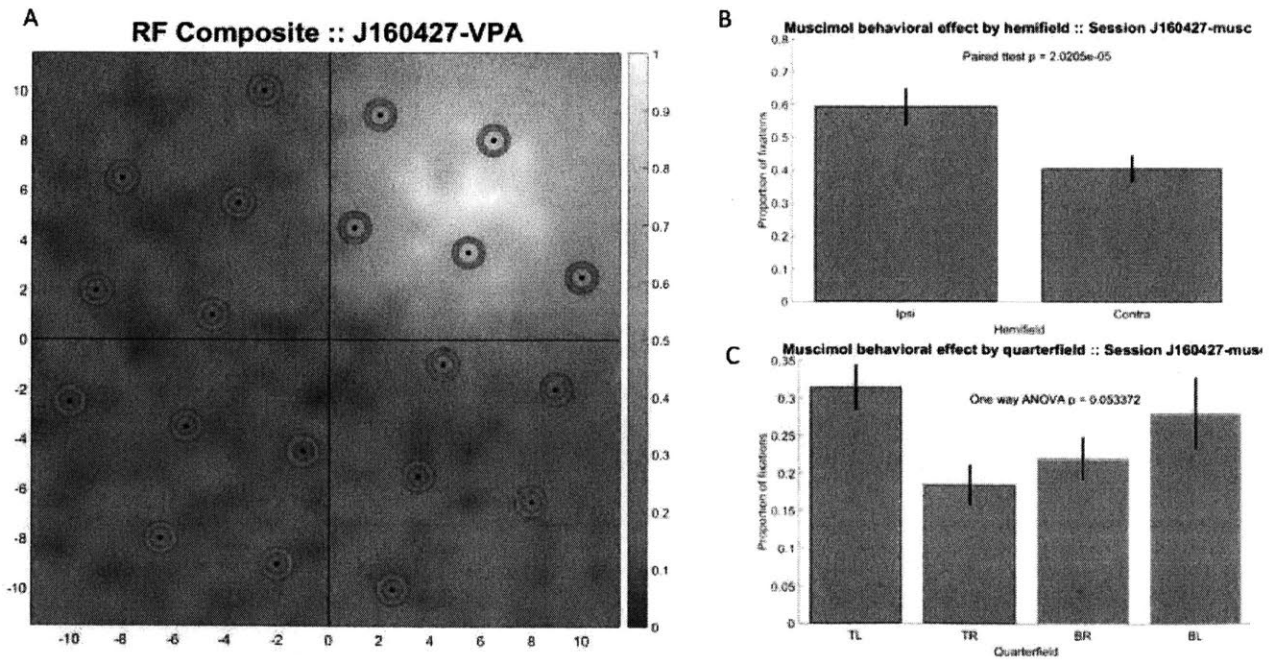 A
RF Composite :: J160427-VPA
10
8
6
4
2
0
-2
-4
-6
-8
-10
-10 -8 -6 -4 -2 0 2 4 6 8 10
1
0.9
0.8
0.7
0.6
0.5
0.4
0.3
0.2
0.1
0
B
Muscimol behavioral effect by hemifield :: Session J160427-musc
Paired ttest p = 2.0205e-05
0.8
0.7
0.6
0.5
0.4
0.3
0.2
0.1
0
Proportion of fixations
Ipsi Contra
Hemifield
C
Muscimol behavioral effect by quarterfield :: Session J160427-mus
One way ANOVA p = 0.053372
0.35
0.3
0.25
0.2
0.15
0.1
0.05
0
Proportion of fixations
TL TR BR BL
Quarterfield